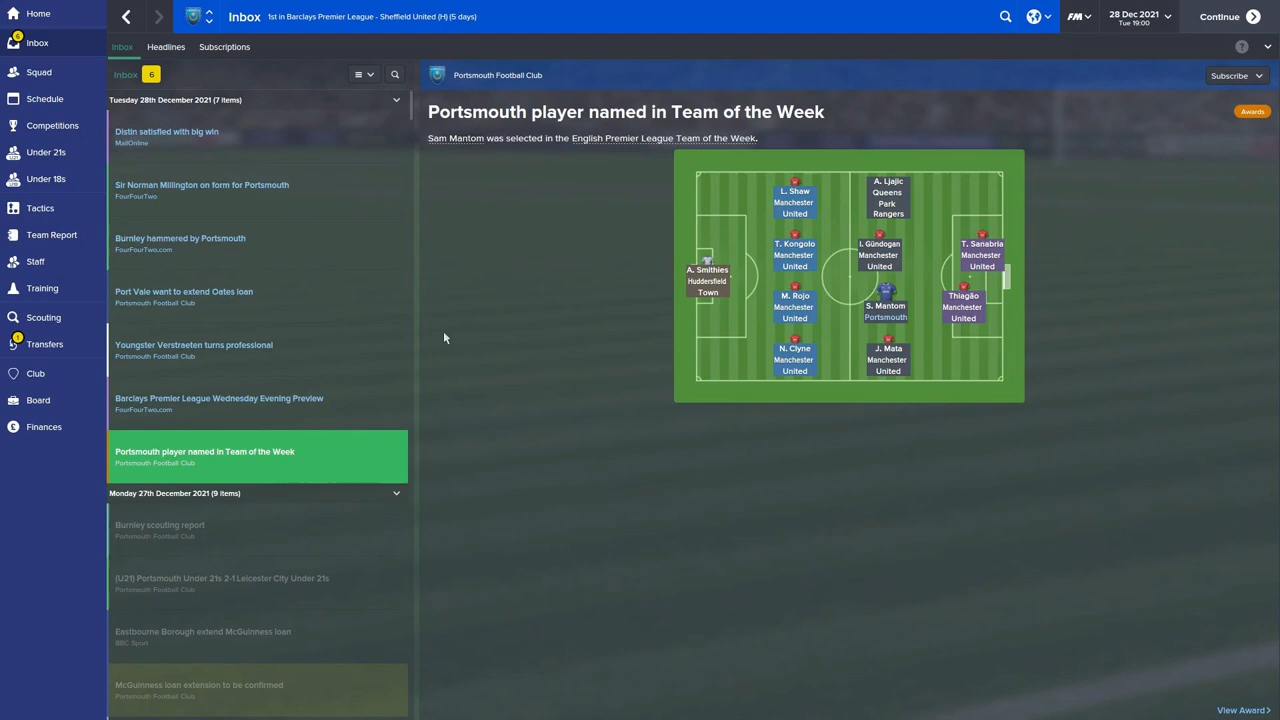 Home
6
Inbox
Squad
Schedule
Competitions
Under 21s
Under 18s
Tactics
Team Report
Staff
Training
Scouting
1
Transfers
Club
Board
Finances
Inbox
1st in Barclays Premier League - Sheffield United (H) (5 days)
FM
28 Dec 2021
Tue 19:00
Continue
Inbox
Headlines
Subscriptions
?
Inbox
6
Tuesday 28th December 2021 (7 items)
Distin satisfied with big win
MailOnline
Sir Norman Millington on form for Portsmouth
FourFourTwo
Burnley hammered by Portsmouth
FourFourTwo.com
Port Vale want to extend Oates loan
Portsmouth Football Club
Youngster Verstraeten turns professional
Portsmouth Football Club
Barclays Premier League Wednesday Evening Preview
FourFourTwo.com
Portsmouth player named in Team of the Week
Portsmouth Football Club
Monday 27th December 2021 (9 items)
Burnley scouting report
Portsmouth Football Club
(U21) Portsmouth Under 21s 2-1 Leicester City Under 21s
Portsmouth Football Club
Eastbourne Borough extend McGuinness loan
BBC Sport
McGuinness loan extension to be confirmed
Portsmouth Football Club
Portsmouth Football Club
Subscribe
Portsmouth player named in Team of the Week
Awards
Sam Mantom was selected in the English Premier League Team of the Week.
A. Smithies
Huddersfield
Town
L. Shaw
Manchester
United
T. Kongolo
Manchester
United
M. Rojo
Manchester
United
N. Clyne
Manchester
United
A. Ljajic
Queens
Park
Rangers
I. Gündogan
Manchester
United
S. Mantom
Portsmouth
J. Mata
Manchester
United
T. Sanabria
Manchester
United
Thiagão
Manchester
United
View Award